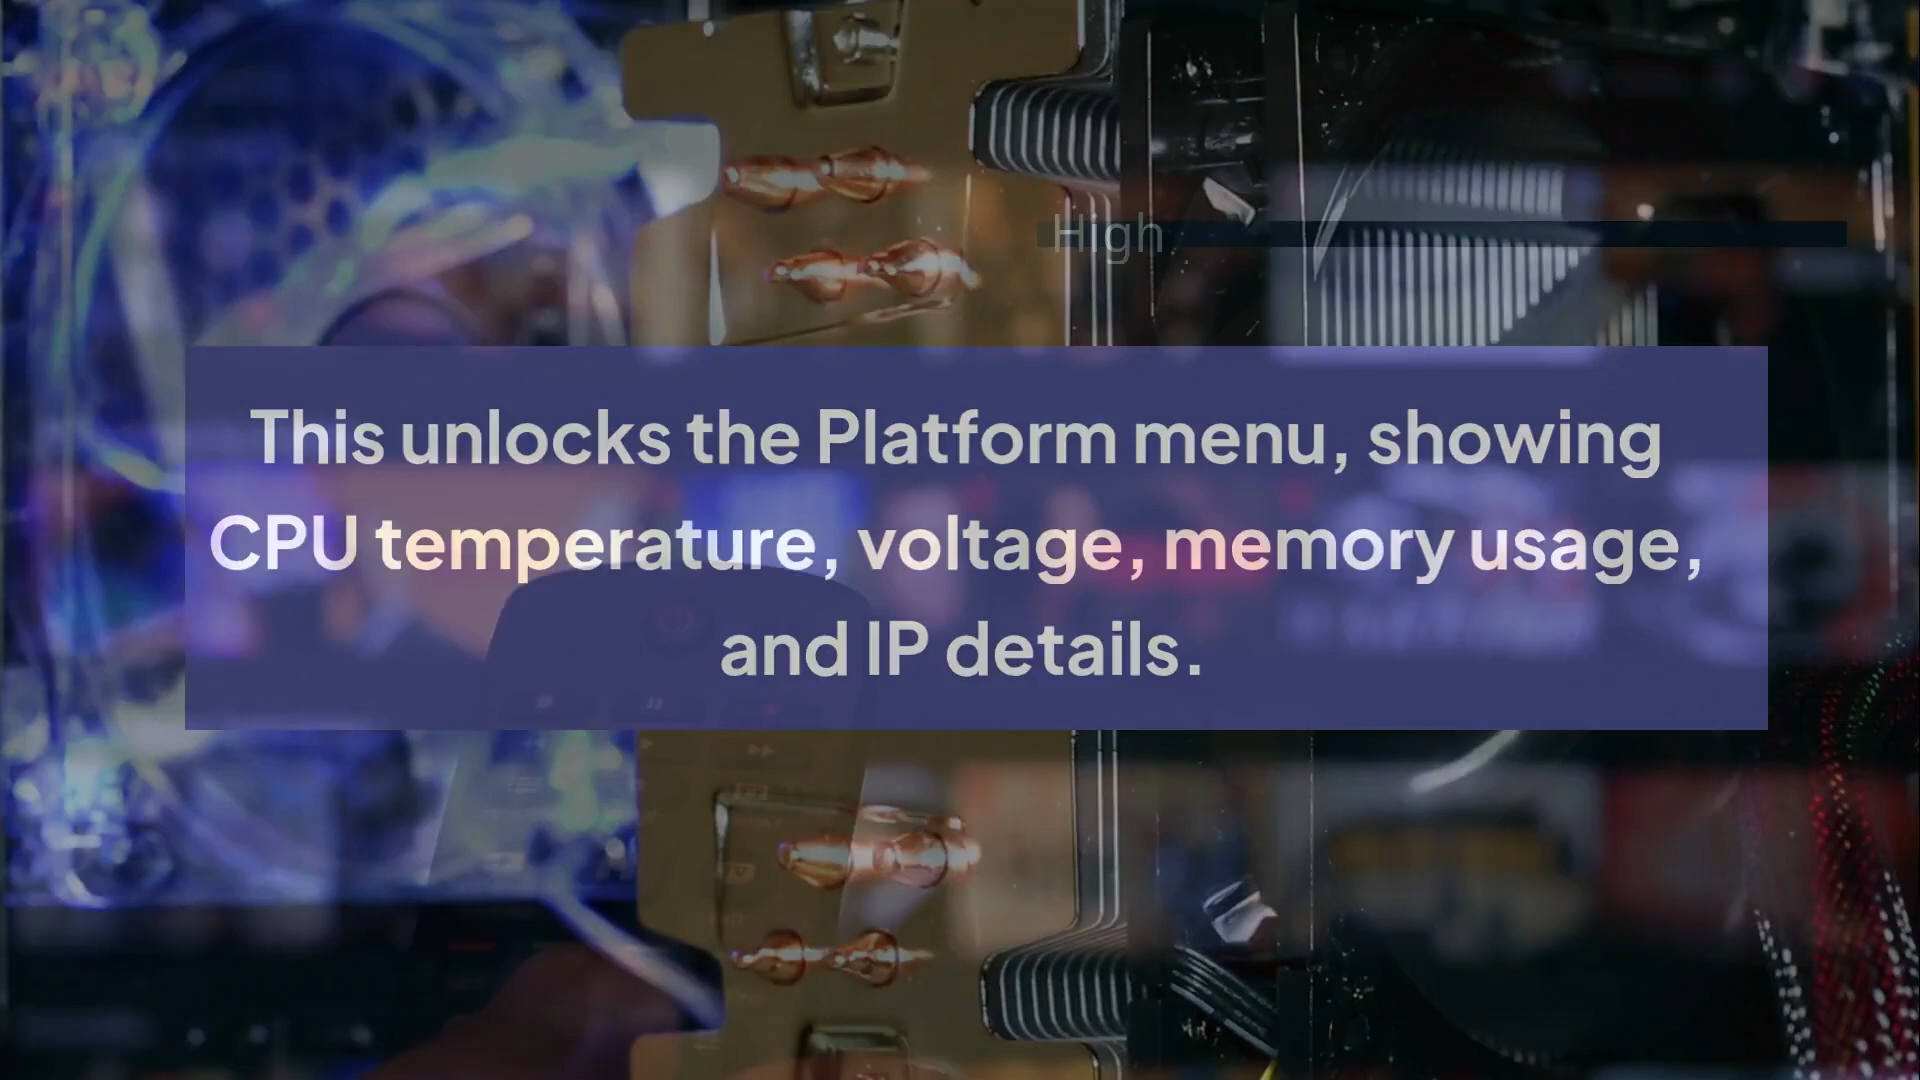 High
This unlocks the Platform menu, showing
CPU temperature, voltage, memory usage,
and IP details.